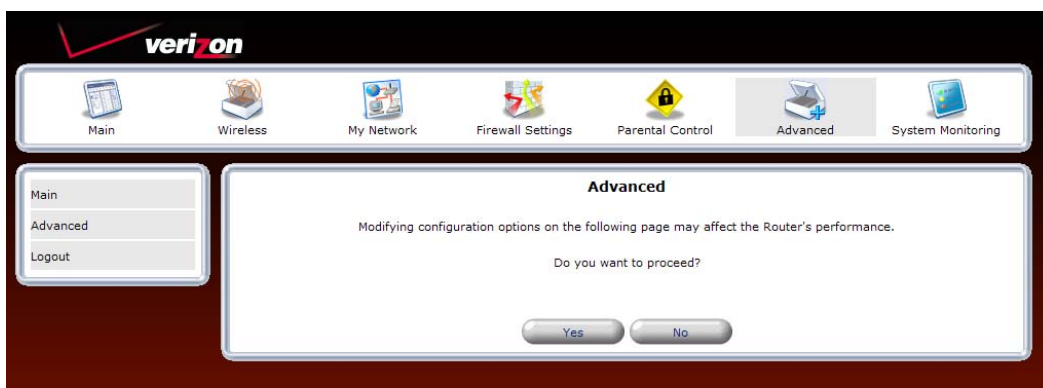 verizon
Main Wireless My Network Firewall Settings Parental Control Advanced System Monitoring
Main
Advanced
Logout
Advanced
Modifying configuration options on the following page may affect the Router's performance.
Do you want to proceed?
Yes No